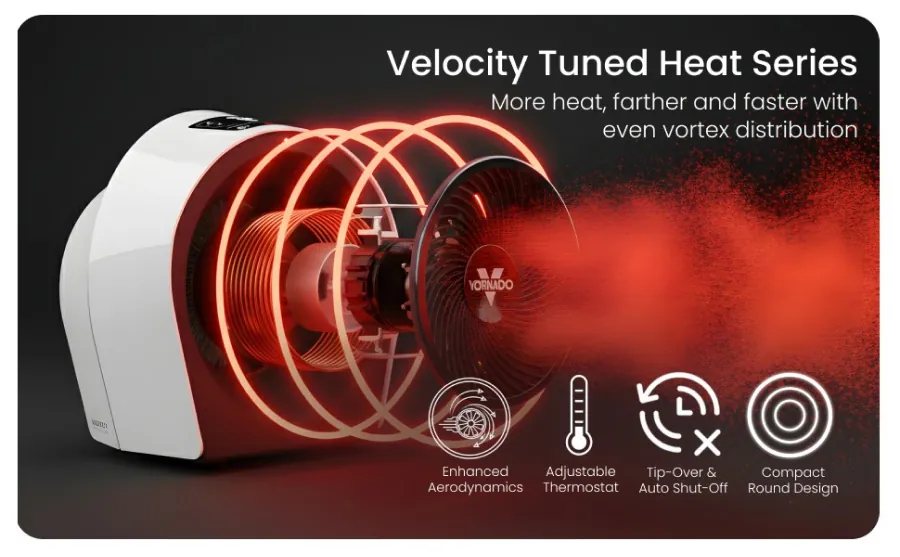 Velocity Tuned Heat Series
More heat, farther and faster with
even vortex distribution
VORNADO
Enhanced
Aerodynamics
Adjustable
Thermostat
Tip-Over &
Auto Shut-Off
Compact
Round Design